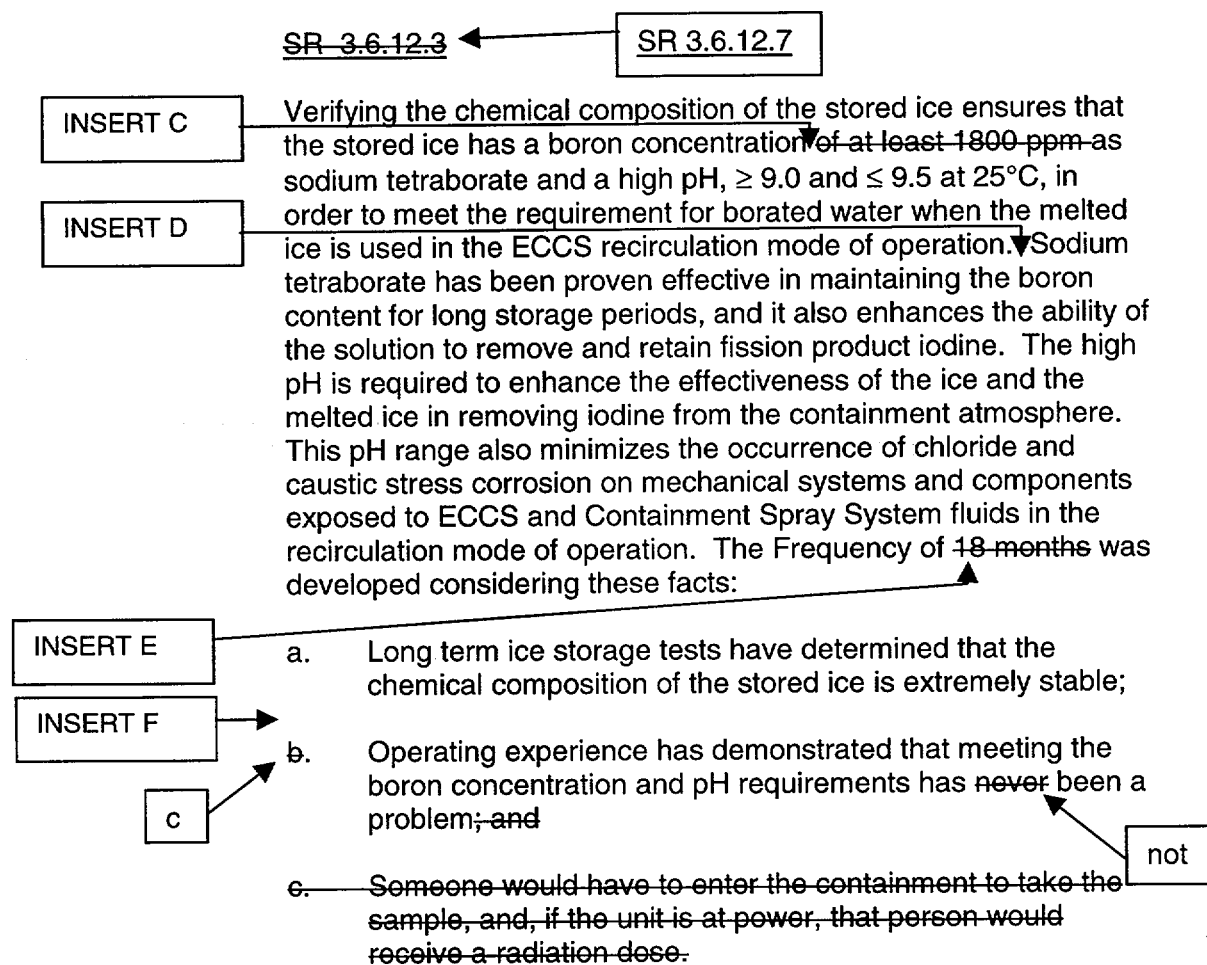 SR 3.6.12.3
SR 3.6.12.7
INSERT C
Verifying the chemical composition of the stored ice ensures that
the stored ice has a boron concentration of at least 1800 ppm as
sodium tetraborate and a high pH, ≥ 9.0 and ≤ 9.5 at 25°C, in
INSERT D
order to meet the requirement for borated water when the melted
ice is used in the ECCS recirculation mode of operation. Sodium
tetraborate has been proven effective in maintaining the boron
content for long storage periods, and it also enhances the ability of
the solution to remove and retain fission product iodine. The high
pH is required to enhance the effectiveness of the ice and the
melted ice in removing iodine from the containment atmosphere.
This pH range also minimizes the occurrence of chloride and
caustic stress corrosion on mechanical systems and components
exposed to ECCS and Containment Spray System fluids in the
recirculation mode of operation. The Frequency of 18 months was
developed considering these facts:
INSERT E
a. Long term ice storage tests have determined that the
chemical composition of the stored ice is extremely stable;
INSERT F
b. Operating experience has demonstrated that meeting the
boron concentration and pH requirements has never been a
problem; and
c
not
c. Someone would have to enter the containment to take the
sample, and, if the unit is at power, that person would
receive a radiation dose.